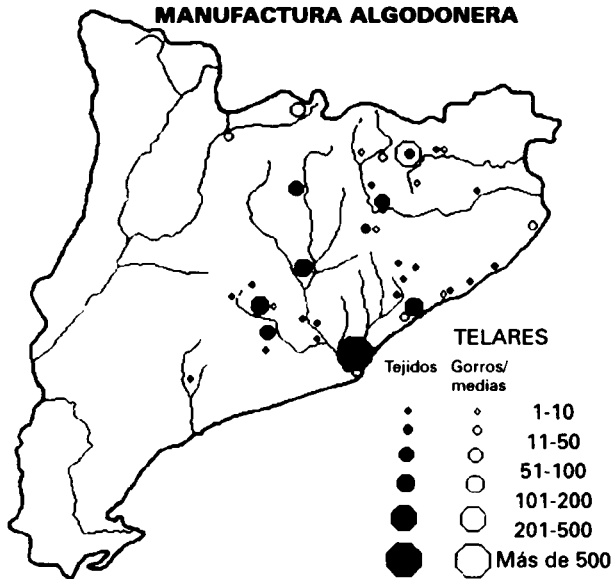 MANUFACTURA ALGODONERA
TELARES
Tejidos Gorros/
medias
1-10
11-50
51-100
101-200
201-500
Más de 500